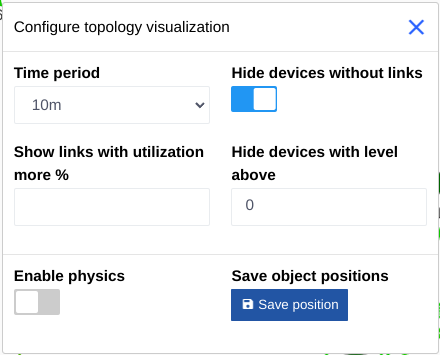 Configure topology visualization
Time period
Hide devices without links
10m
Show links with utilization
more %
Hide devices with level
above
0
Enable physics
Save object positions
Save position